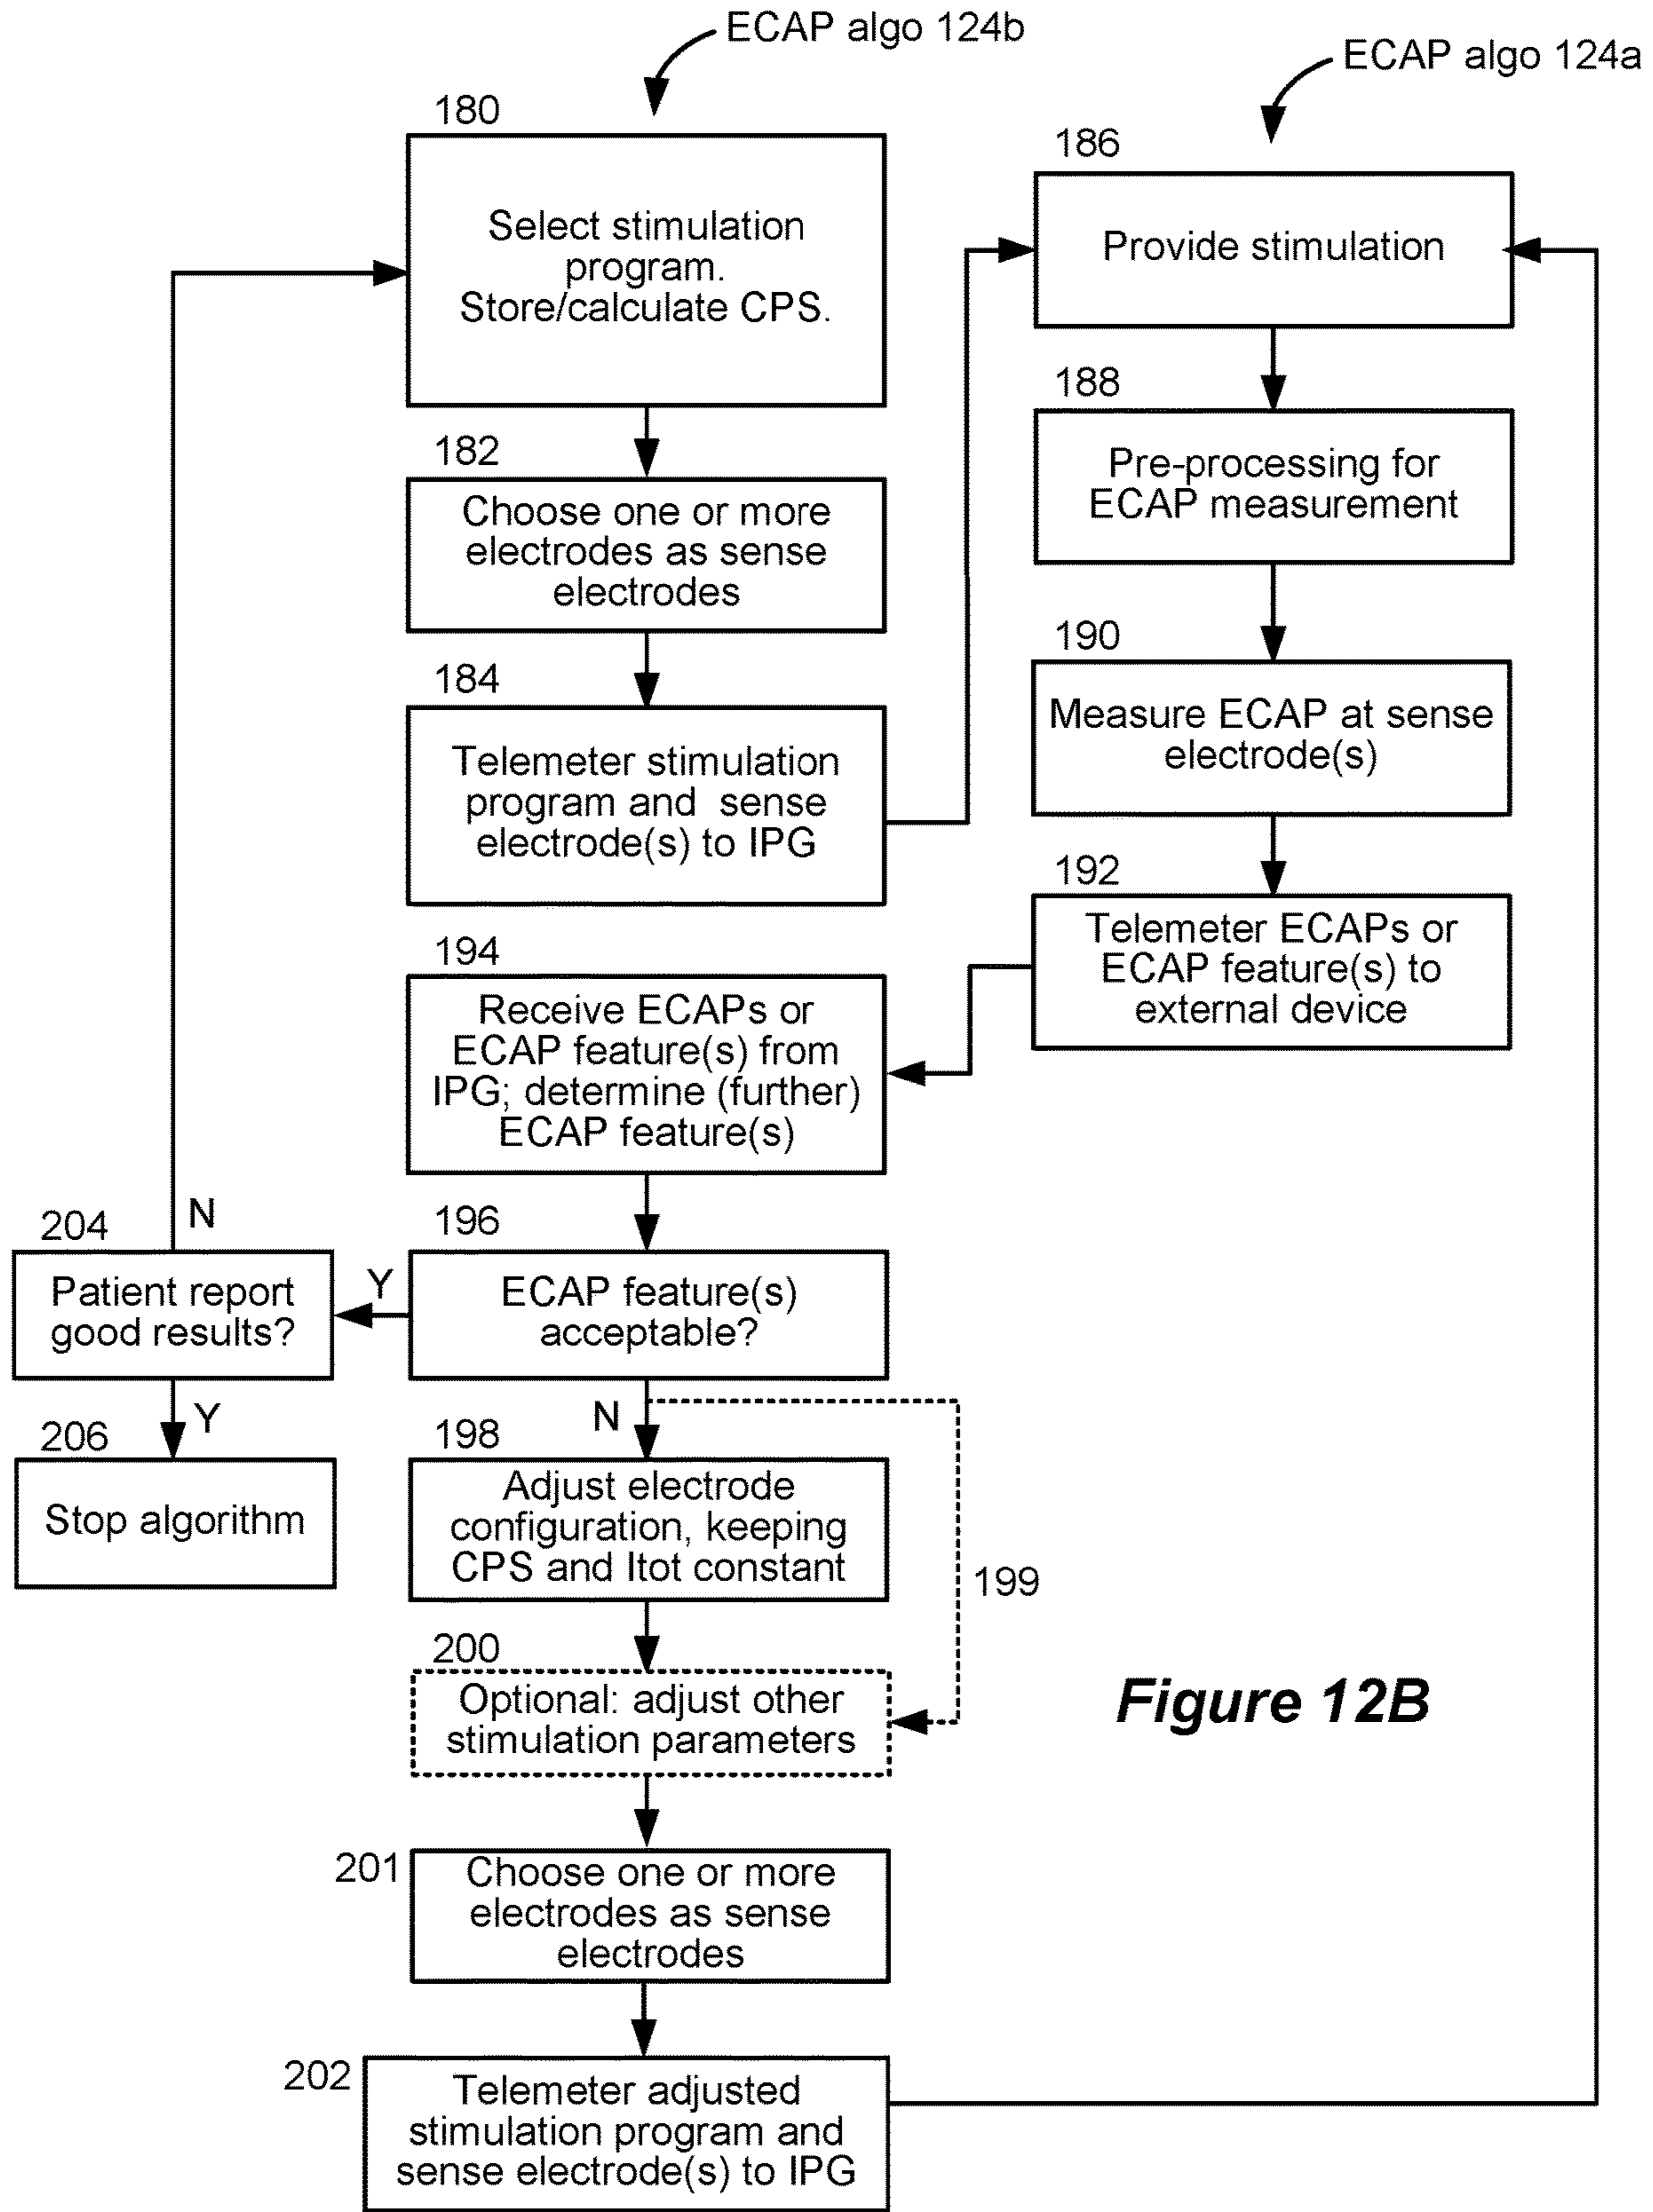 ECAP algo 124b
ECAP algo 124a
180
Select stimulation
program.
Store/calculate CPS.
182
Choose one or more
electrodes as sense
electrodes
184
Telemeter stimulation
program and sense
electrode(s) to IPG
186
Provide stimulation
188
Pre-processing for
ECAP measurement
190
Measure ECAP at sense
electrode(s)
192
Telemeter ECAPs or
ECAP feature(s) to
external device
194
Receive ECAPs or
ECAP feature(s) from
IPG; determine (further)
ECAP feature(s)
196
ECAP feature(s)
acceptable?
Y
N
204
Patient report
good results?
N
Y
206
Stop algorithm
198
Adjust electrode
configuration, keeping
CPS and Itot constant
199
200
Optional: adjust other
stimulation parameters
201
Choose one or more
electrodes as sense
electrodes
202
Telemeter adjusted
stimulation program and
sense electrode(s) to IPG
Figure 12B